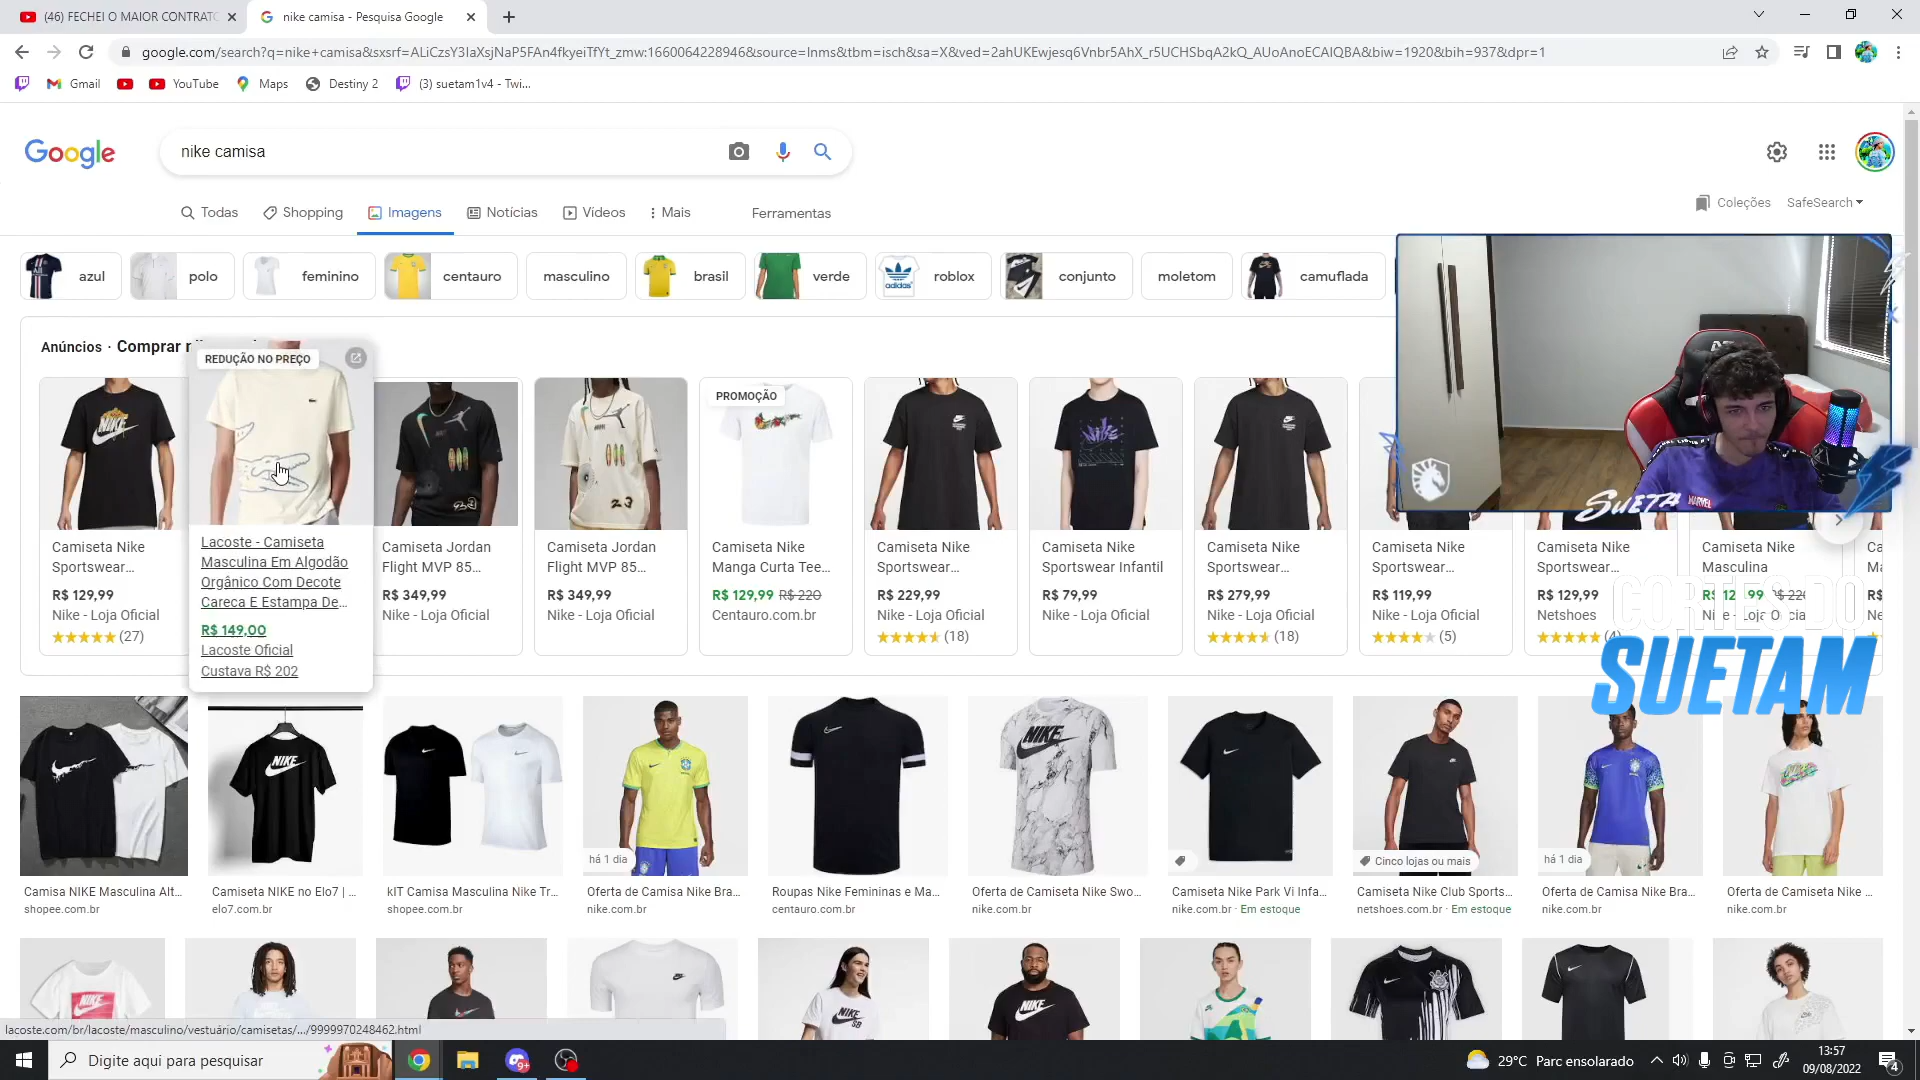 (46) FECHEI O MAIOR CONTRATO
nike camisa - Pesquisa Google
google.com/search?q=nike+camisa&sxsrf=ALiCzsY3IaXsjNaP5FAn4fkyeiTfYt_zmw:1660064228946&source=lnms&tbm=isch&sa=X&ved=2ahUKEwjesq6Vnbr5AhX_r5UCHSbqA2kQ_AUoAnoECAIQBA&biw=1920&bih=937&dpr=1
Gmail
YouTube
Maps
Destiny 2
(3) suetam1v4 - Twi...
Google
nike camisa
Todas
Shopping
Imagens
Notícias
Vídeos
Mais
Ferramentas
Coleções
SafeSearch
azul
polo
feminino
centauro
masculino
brasil
verde
roblox
conjunto
moletom
camuflada
Anúncios · Comprar
REDUÇÃO NO PREÇO
PROMOÇÃO
Camiseta Nike
Sportswear...
R$ 129,99
Nike - Loja Oficial
(27)
Lacoste - Camiseta
Masculina Em Algodão
Orgânico Com Decote
Careca E Estampa De...
R$ 149,00
Lacoste Oficial
Custava R$ 202
Camiseta Jordan
Flight MVP 85...
R$ 349,99
Nike - Loja Oficial
Camiseta Jordan
Flight MVP 85...
R$ 349,99
Nike - Loja Oficial
Camiseta Nike
Manga Curta Tee...
R$ 129,99 R$ 220
Centauro.com.br
Camiseta Nike
Sportswear...
R$ 229,99
Nike - Loja Oficial
(18)
Camiseta Nike
Sportswear Infantil
R$ 79,99
Nike - Loja Oficial
Camiseta Nike
Sportswear...
R$ 279,99
Nike - Loja Oficial
(18)
Camiseta Nike
Sportswear...
R$ 119,99
Nike - Loja Oficial
(5)
Camiseta Nike
Sportswear...
R$ 129,99
Netshoes
(4)
Camiseta Nike
Masculina
R$ 220
SUETAM
CORTES DO
SUETAM
Camisa NIKE Masculina Alt...
shopee.com.br
Camiseta NIKE no Elo7 | ...
elo7.com.br
kIT Camisa Masculina Nike Tr...
shopee.com.br
há 1 dia
Oferta de Camisa Nike Bra...
nike.com.br
Roupas Nike Femininas e Ma...
centauro.com.br
Oferta de Camiseta Nike Swo...
nike.com.br
Camiseta Nike Park Vi Infa...
nike.com.br · Em estoque
Cinco lojas ou mais
Camiseta Nike Club Sports...
netshoes.com.br · Em estoque
há 1 dia
Oferta de Camisa Nike Bra...
nike.com.br
Oferta de Camiseta Nike ...
nike.com.br
lacoste.com/br/lacoste/masculino/vestuário/camisetas/.../9999970248462.html
Digite aqui para pesquisar
29°C Parc ensolarado
13:57
09/08/2022